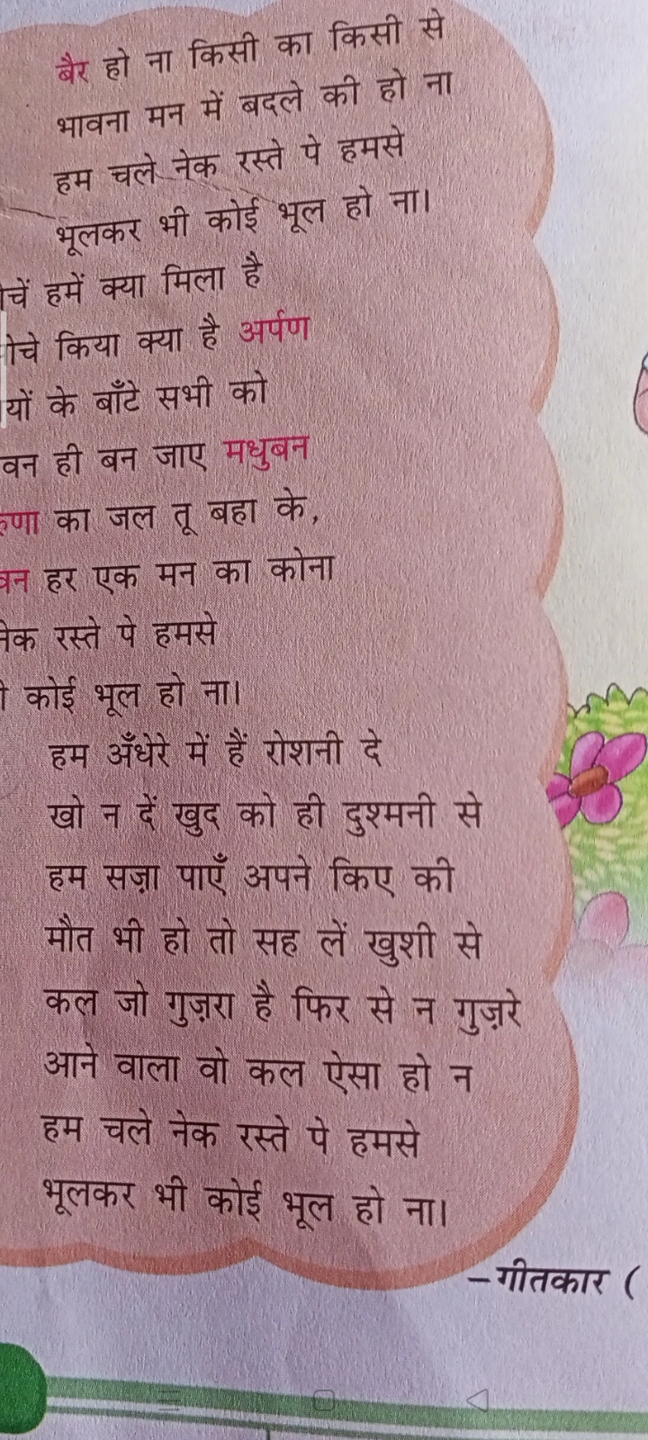 बैर हो ना किसी का किसी से
भावना मन में बदले की हो ना
हम चले नेक रस्ते पे हमसे
भूलकर भी कोई भूल हो ना।
हमें क्या मिला है
किया क्या है अर्पण
के बाँटे सभी को
ही बन जाए मधुबन
का जल तू बहा के,
हर एक मन का कोना
रस्ते पे हमसे
कोई भूल हो ना।
हम अँधेरे में हैं रोशनी दे
खो न दें खुद को ही दुश्मनी से
हम सज़ा पाएँ अपने किए की
मौत भी हो तो सह लें खुशी से
कल जो गुज़रा है फिर से न गुज़रे
आने वाला वो कल ऐसा हो न
हम चले नेक रस्ते पे हमसे
भूलकर भी कोई भूल हो ना।
–गीतकार (